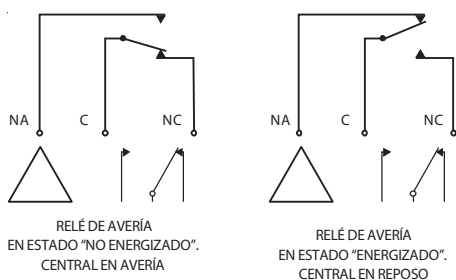 NA C NC
NA C NC
RELÉ DE AVERÍA
EN ESTADO "NO ENERGIZADO".
CENTRAL EN AVERÍA
RELÉ DE AVERÍA
EN ESTADO "ENERGIZADO".
CENTRAL EN REPOSO